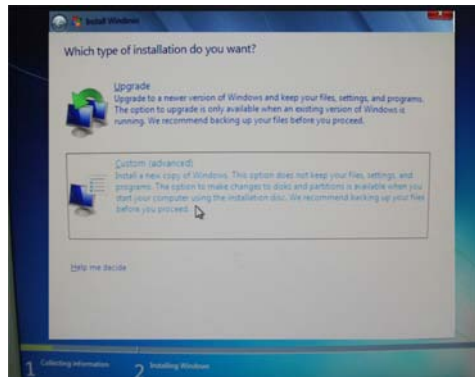 Install Windows
Which type of installation do you want?
Upgrade
Upgrade to a newer version of Windows and keep your files, settings, and programs.
The option to upgrade is only available when an existing version of Windows is
running. We recommend backing up your files before you proceed.
Custom (advanced)
Install a new copy of Windows. This option does not keep your files, settings, and
programs. The option to make changes to disks and partitions is available when you
start your computer using the installation disc. We recommend backing up your files
before you proceed.
Help me decide
1 Collecting information
2 Installing Windows